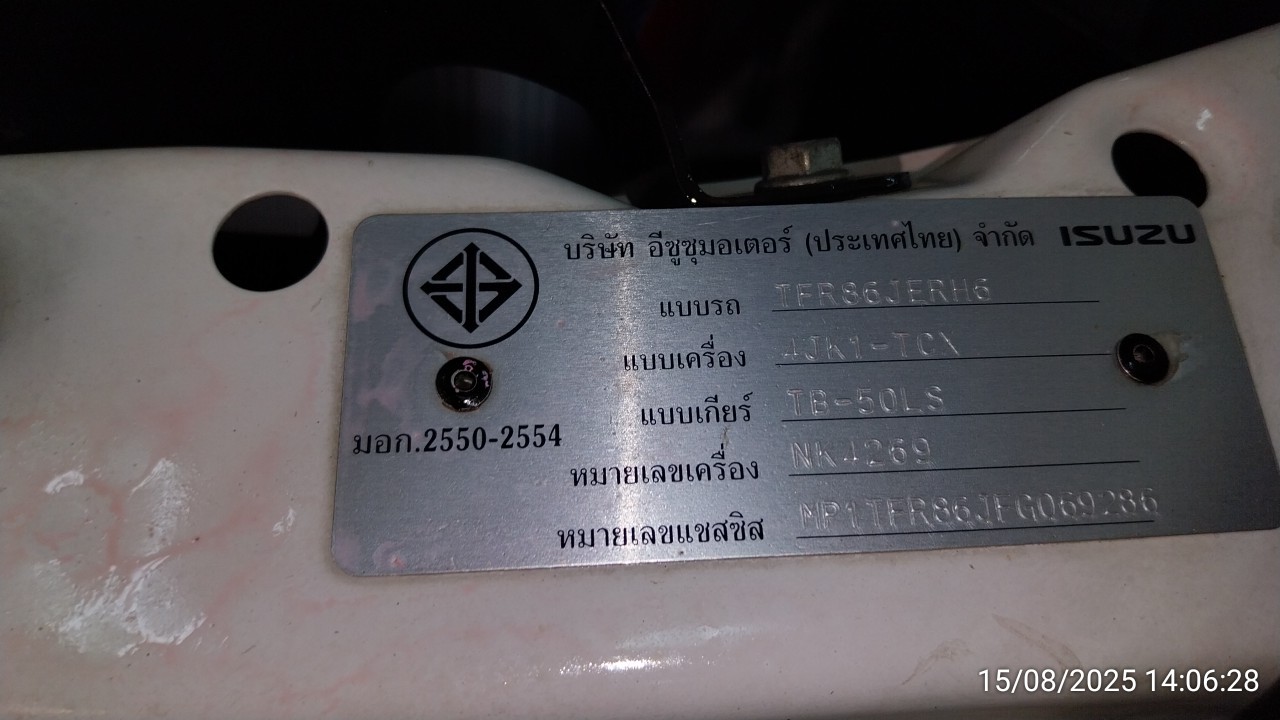 บริษัท อีซูซุมอเตอร์ (ประเทศไทย) จำกัด ISUZU
แบบรถ TFR86JERH6
แบบเครื่อง 4JK1-TCX
แบบเกียร์ TB-50LS
มอก.2550-2554
หมายเลขเครื่อง NK4269
หมายเลขแชสซิส MP1TFR86JFG069286
15/08/2025 14:06:28